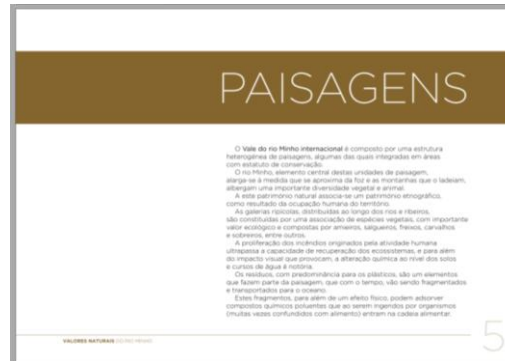 PAISAGENS
O Vale do rio Minho internacional é composto por uma estrutura
heterogénea de paisagens, algumas das quais integradas em áreas
com estatuto de conservação.
O rio Minho, elemento central destas unidades de paisagem,
alarga-se à medida que se aproxima da foz e as montanhas que o ladeiam,
albergam uma importante diversidade vegetal e animal.
A este património natural associa-se um património etnográfico,
como resultado da ocupação humana do território.
As galerias ripícolas, distribuídas ao longo dos rios e ribeiros,
são constituídas por uma associação de espécies vegetais, com importante
valor ecológico e compostas por amieiros, salgueiros, freixos, carvalhos
e sobreiros, entre outros.
A proliferação dos incêndios originados pela atividade humana
ultrapassa a capacidade de recuperação dos ecossistemas, e para além
do impacto visual que provocam, a alteração química ao nível dos solos
e cursos de água é notória.
Os resíduos, com predominância para os plásticos, são um elementos
que fazem parte da paisagem, que com o tempo, vão sendo fragmentados
e transportados para o oceano.
Estes fragmentos, para além de um efeito físico, podem adsorver
compostos químicos poluentes que ao serem ingeridos por organismos
(muitas vezes confundidos com alimento) entram na cadeia alimentar.
VALORES NATURAIS DO RIO MINHO
5